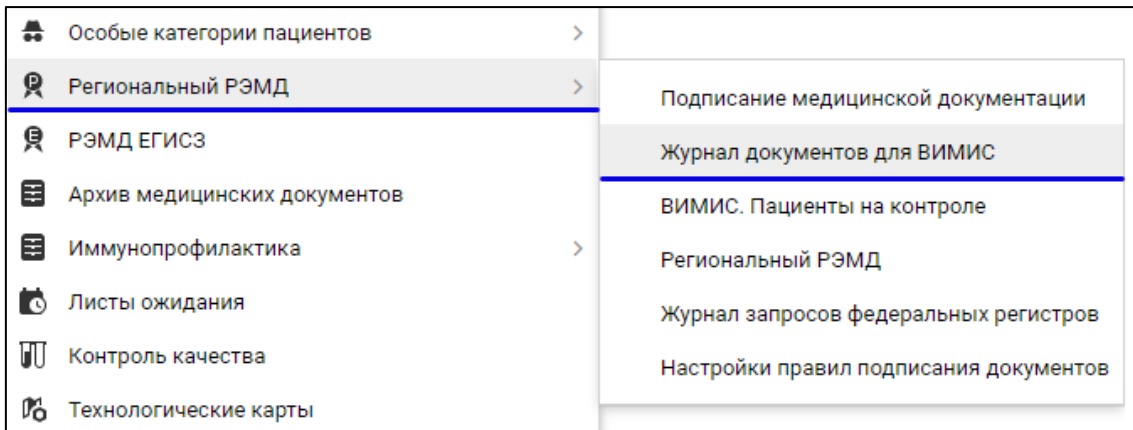 Особые категории пациентов
Региональный РЭМД
РЭМД ЕГИСЗ
Архив медицинских документов
Иммунопрофилактика
Листы ожидания
Контроль качества
Технологические карты
Подписание медицинской документации
Журнал документов для ВИМИС
ВИМИС. Пациенты на контроле
Региональный РЭМД
Журнал запросов федеральных регистров
Настройки правил подписания документов